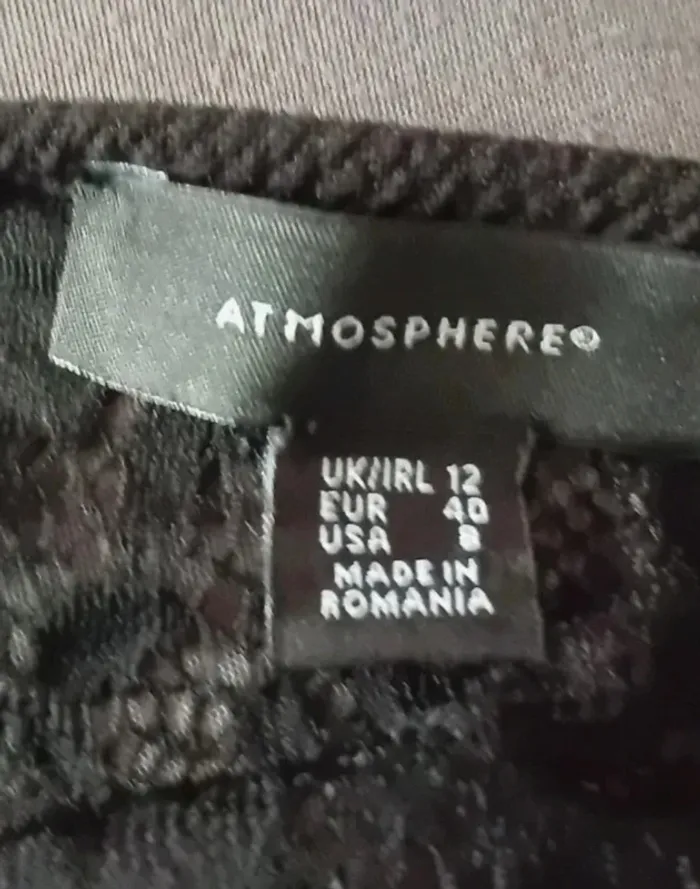 ATMOSPHERE®
UK/IRL 12
EUR 40
USA 8
MADE IN
ROMANIA